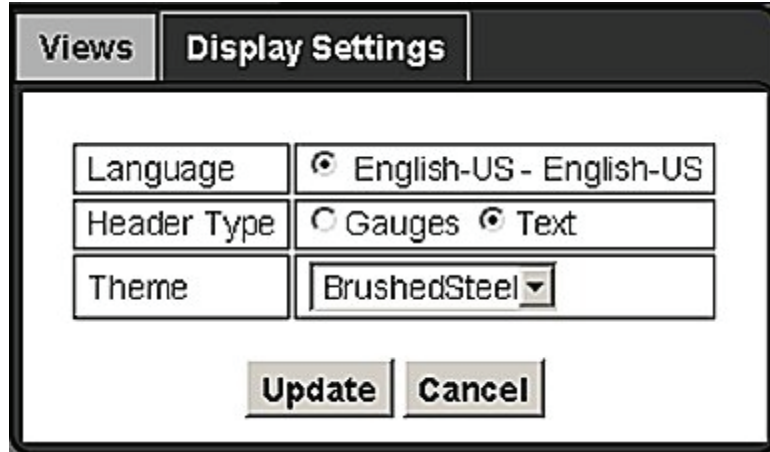 Views Display Settings
Language English-US - English-US
Header Type Gauges Text
Theme BrushedSteel
Update Cancel